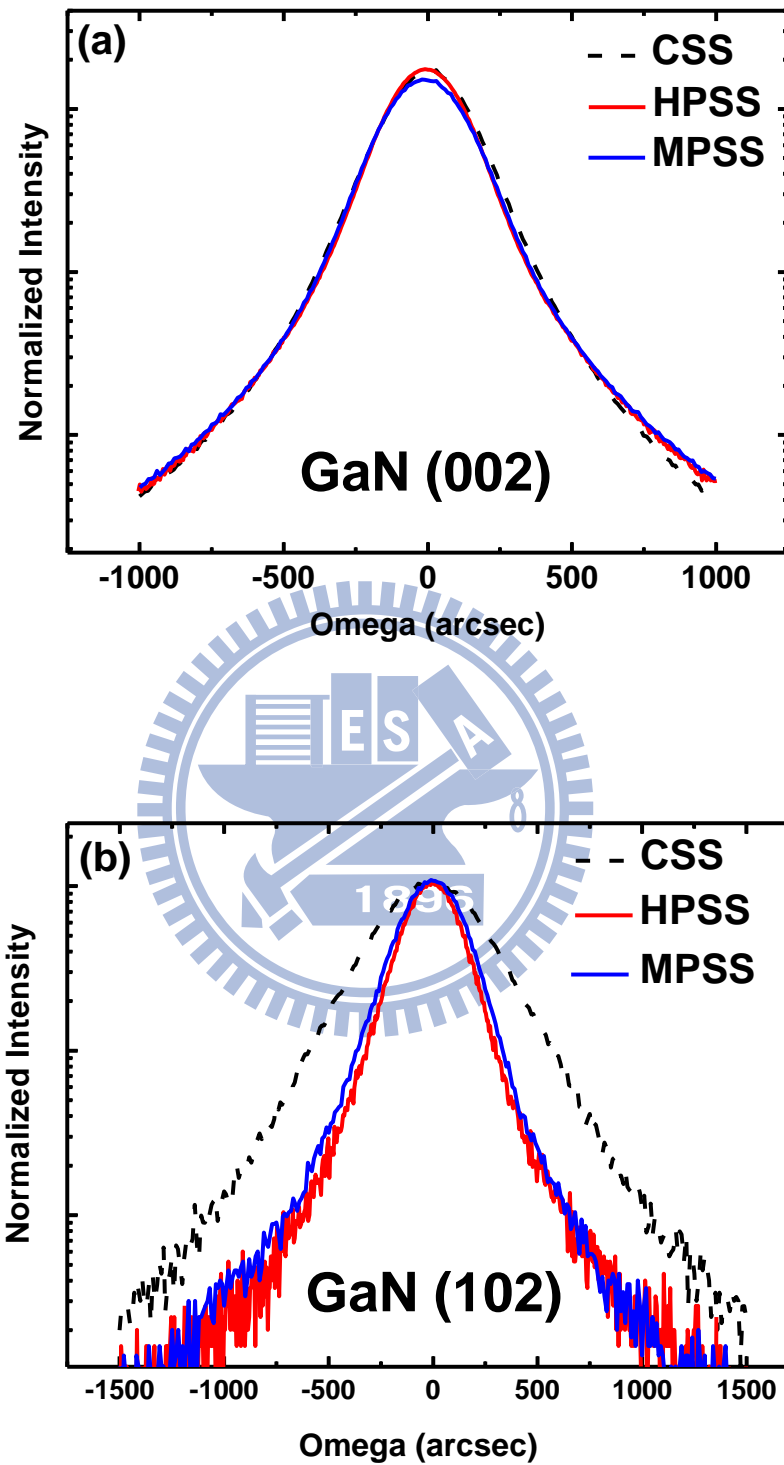 (a)
CSS
HPSS
MPSS
Normalized Intensity
GaN (002)
-1000 -500 0 500 1000
Omega (arcsec)
E S A
1896
(b)
CSS
HPSS
MPSS
Normalized Intensity
GaN (102)
-1500 -1000 -500 0 500 1000 1500
Omega (arcsec)